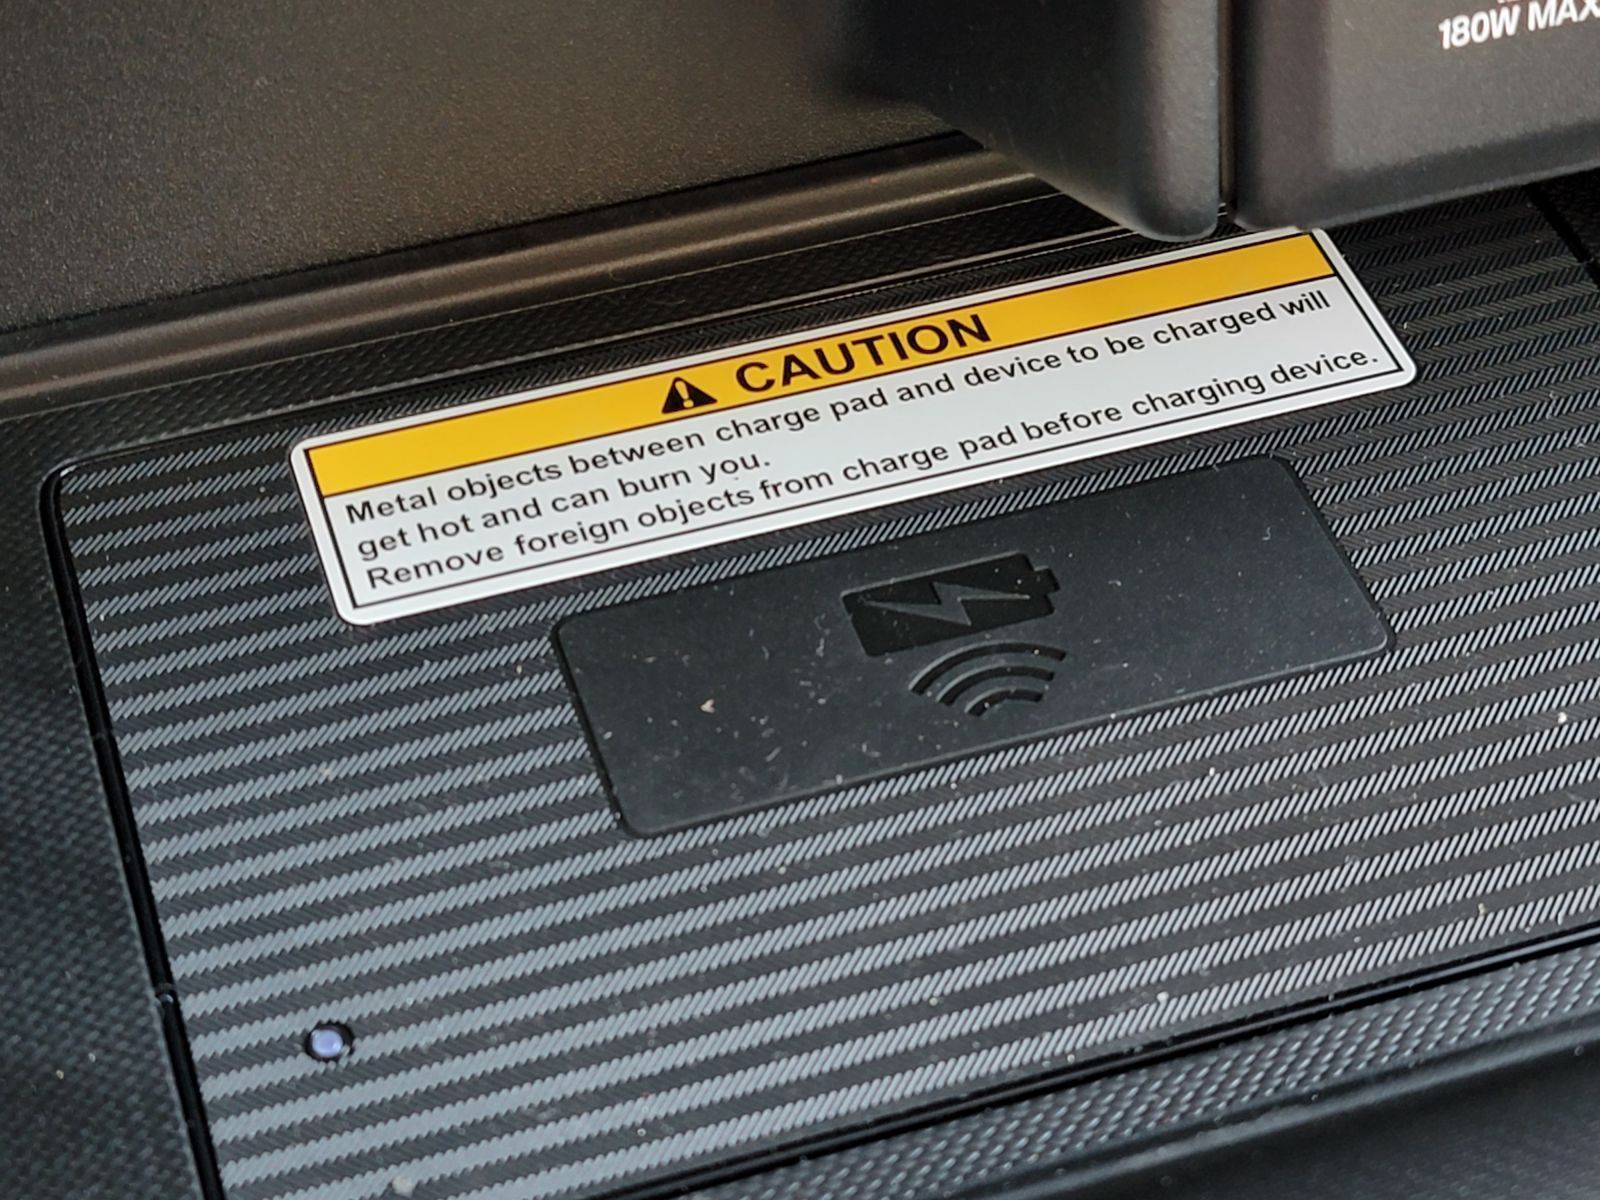 180W MAX
CAUTION
Metal objects between charge pad and device to be charged will
get hot and can burn you.
Remove foreign objects from charge pad before charging device.